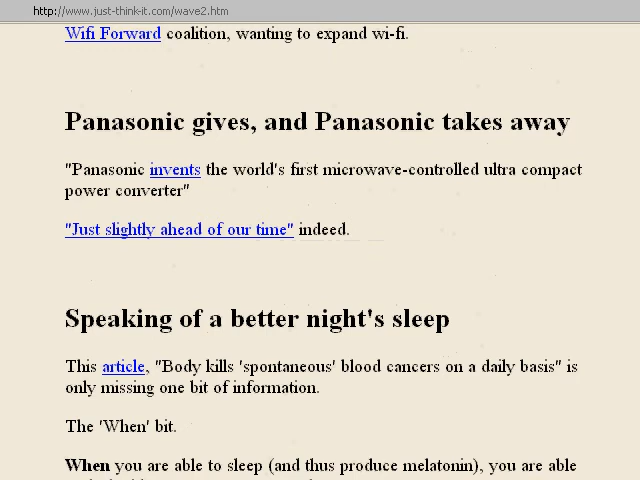 http://www.just-think-it.com/wave2.htm
Wifi Forward coalition, wanting to expand wi-fi.
Panasonic gives, and Panasonic takes away
"Panasonic invents the world's first microwave-controlled ultra compact
power converter"
"Just slightly ahead of our time" indeed.
Speaking of a better night's sleep
This article, "Body kills 'spontaneous' blood cancers on a daily basis" is
only missing one bit of information.
The 'When' bit.
When you are able to sleep (and thus produce melatonin), you are able